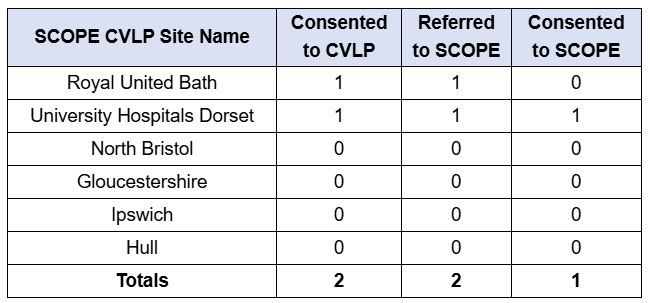 SCOPE CVLP Site Name Consented to CVLP Referred to SCOPE Consented to SCOPE
Royal United Bath 1 1 0
University Hospitals Dorset 1 1 1
North Bristol 0 0 0
Gloucestershire 0 0 0
Ipswich 0 0 0
Hull 0 0 0
Totals 2 2 1